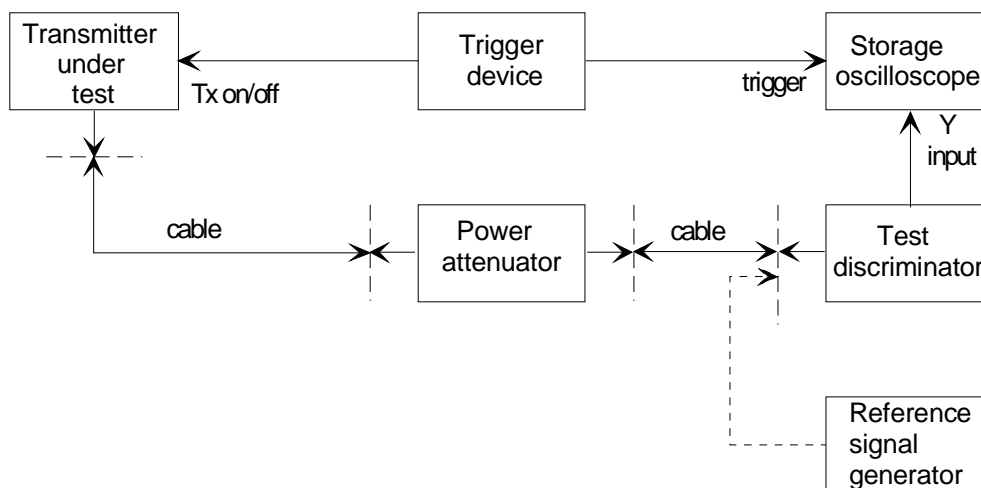 Transmitter
under
test
Trigger
device
Storage
oscilloscope
Tx on/off
trigger
Y
input
cable
Power
attenuator
cable
Test
discriminator
Reference
signal
generator